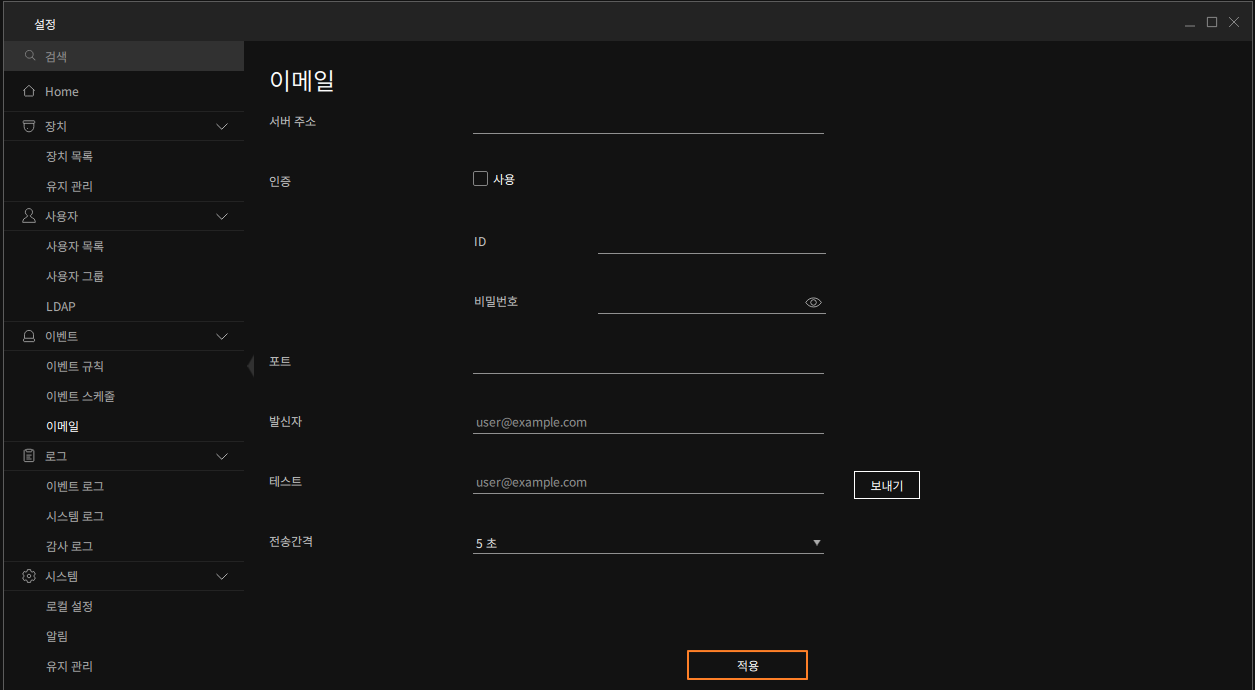 설정
검색
Home
장치
장치 목록
유지 관리
사용자
사용자 목록
사용자 그룹
LDAP
이벤트
이벤트 규칙
이벤트 스케줄
이메일
로그
이벤트 로그
시스템 로그
감사 로그
시스템
로컬 설정
알림
유지 관리
이메일
서버 주소
인증
사용
ID
비밀번호
포트
발신자
user@example.com
테스트
user@example.com
보내기
전송간격
5 초
적용